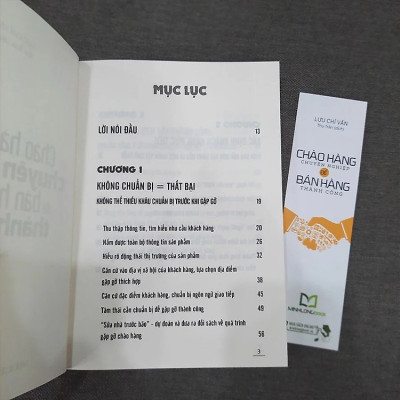 MỤC LỤC
LỜI NÓI ĐẦU 13
CHƯƠNG 1
KHÔNG CHUẨN BỊ = THẤT BẠI
KHÔNG THỂ THIẾU KHÂU CHUẨN BỊ TRƯỚC KHI GẶP GỠ 19
Thu thập thông tin, tìm hiểu nhu cầu khách hàng 20
Nắm được toàn bộ thông tin sản phẩm 26
Hiểu rõ động thái thị trường của sản phẩm 32
Căn cứ vào địa vị xã hội của khách hàng, lựa chọn địa điểm
gặp gỡ thích hợp 38
Căn cứ đặc điểm khách hàng, chuẩn bị ngôn ngữ giao tiếp 45
Tâm thái cần chuẩn bị để gặp gỡ thành công 49
"Sửa nhà trước bão" - dự đoán và đưa ra đối sách về quá trình
gặp gỡ chào hàng 56
5
LƯU CHÍ VÂN
CHÀO HÀNG
CHUYÊN NGHIỆP
để
BÁN HÀNG
THÀNH CÔNG
MINHLONGBOOK